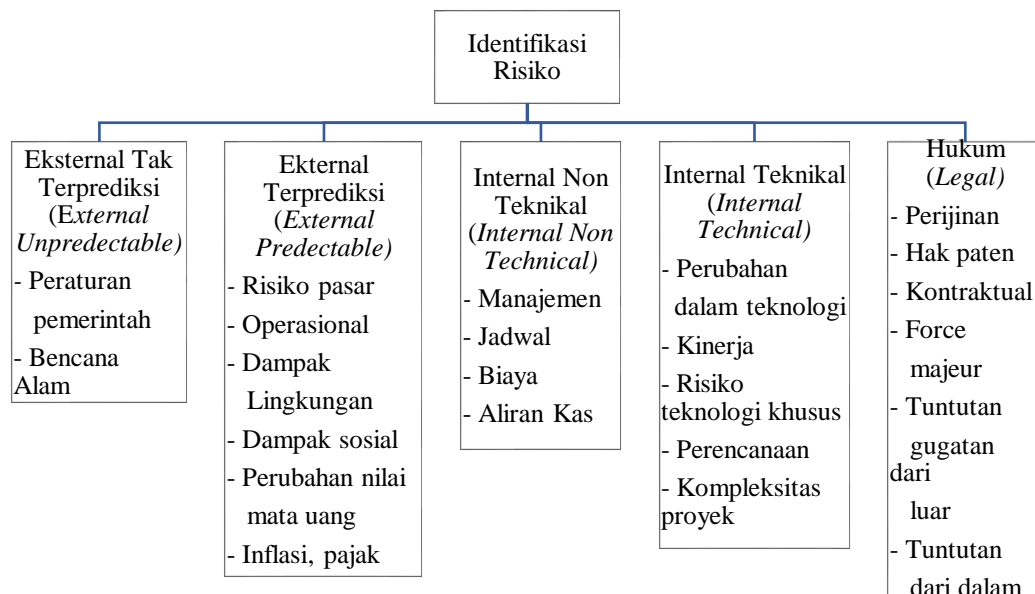 Identifikasi
Risiko
Eksternal Tak
Terprediksi
(External
Unpredectable)
- Peraturan
pemerintah
- Bencana
Alam
Ekternal
Terprediksi
(External
Predectable)
- Risiko pasar
- Operasional
- Dampak
Lingkungan
- Dampak sosial
- Perubahan nilai
mata uang
- Inflasi, pajak
Internal Non
Teknikal
(Internal Non
Technical)
- Manajemen
- Jadwal
- Biaya
- Aliran Kas
Internal Teknikal
(Internal
Technical)
- Perubahan
dalam teknologi
- Kinerja
- Risiko
teknologi khusus
- Perencanaan
- Kompleksitas
proyek
Hukum
(Legal)
- Perijinan
- Hak paten
- Kontraktual
- Force
majeur
- Tuntutan
gugatan
dari
luar
- Tuntutan
dari dalam